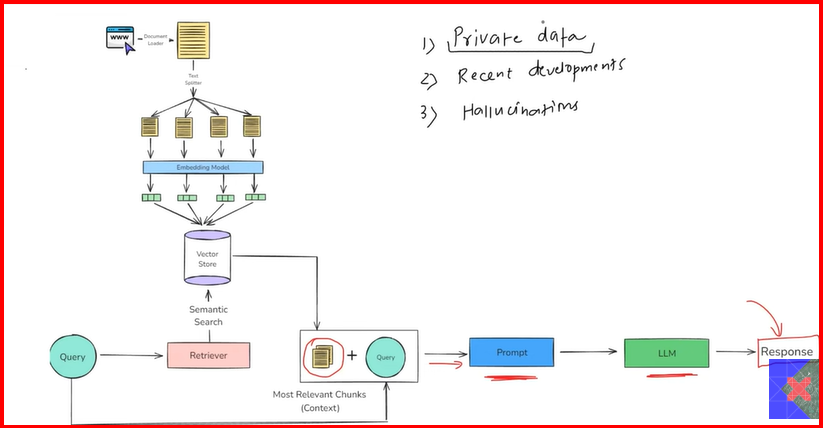 www
Document
Loader
Text
Splitter
Embedding Model
Vector
Store
Semantic
Search
Query
Retriever
+
Query
Most Relevant Chunks
(Context)
Prompt
LLM
Response
1) Private data
2) Recent developments
3) Hallucinations